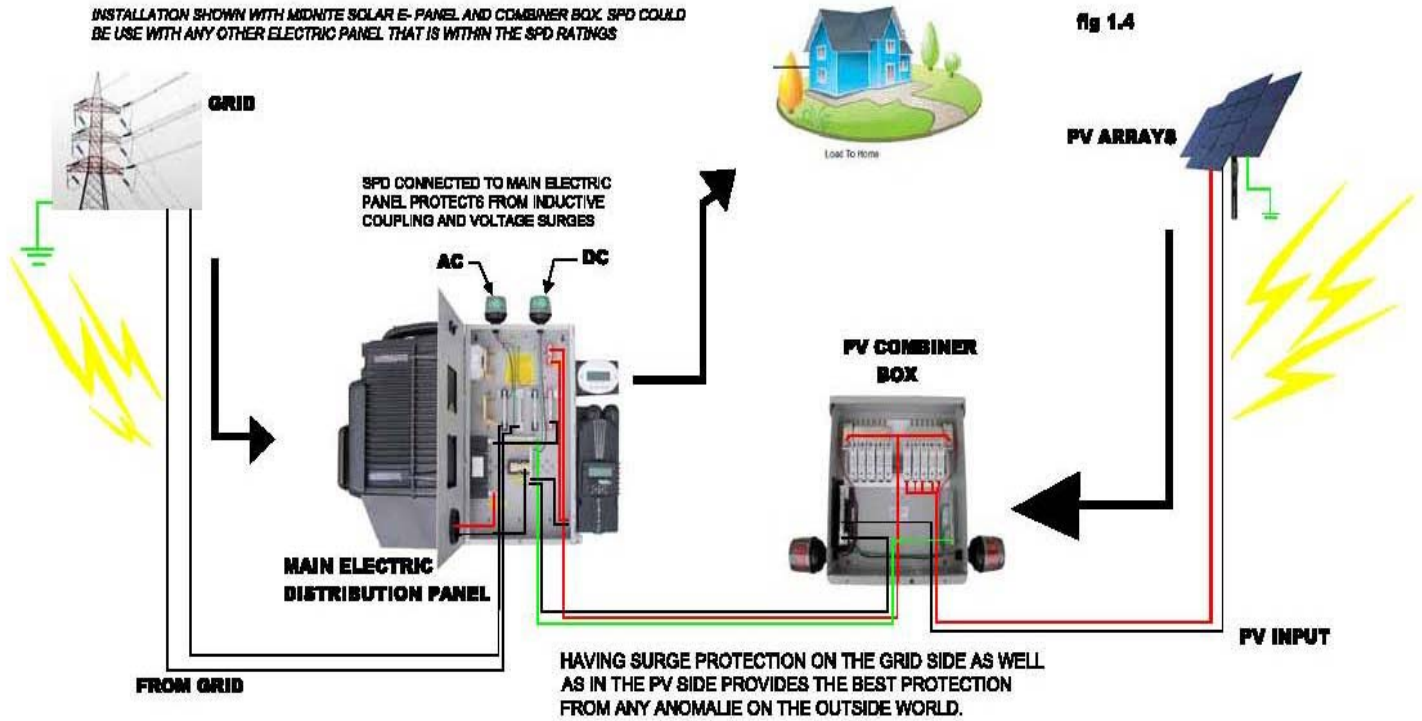 INSTALLATION SHOWN WITH MIDNITE SOLAR E- PANEL AND COMBINER BOX. SPD COULD
BE USE WITH ANY OTHER ELECTRIC PANEL THAT IS WITHIN THE SPD RATINGS
fig 1.4
GRID
PV ARRAYS
Load To Home
SPD CONNECTED TO MAIN ELECTRIC
PANEL PROTECTS FROM INDUCTIVE
COUPLING AND VOLTAGE SURGES
AC
DC
PV COMBINER
BOX
MAIN ELECTRIC
DISTRIBUTION PANEL
PV INPUT
FROM GRID
HAVING SURGE PROTECTION ON THE GRID SIDE AS WELL
AS IN THE PV SIDE PROVIDES THE BEST PROTECTION
FROM ANY ANOMALIE ON THE OUTSIDE WORLD.